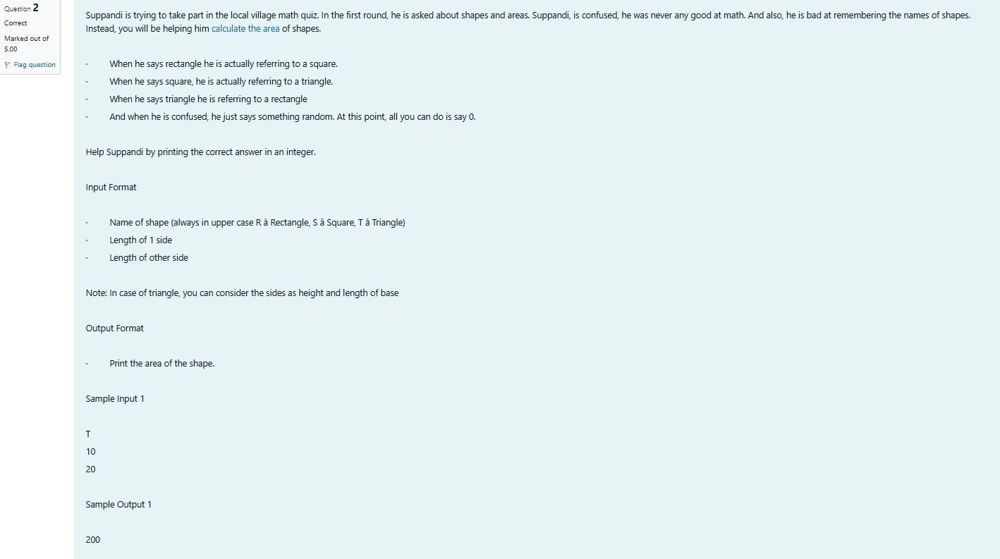 Question 2
Correct
Marked out of
5.00
Flag question
Suppandi is trying to take part in the local village math quiz. In the first round, he is asked about shapes and areas. Suppandi, is confused, he was never any good at math. And also, he is bad at remembering the names of shapes.
Instead, you will be helping him calculate the area of shapes.
· When he says rectangle he is actually referring to a square.
· When he says square, he is actually referring to a triangle.
· When he says triangle he is referring to a rectangle
· And when he is confused, he just says something random. At this point, all you can do is say 0.
Help Suppandi by printing the correct answer in an integer.
Input Format
· Name of shape (always in upper case R à Rectangle, S à Square, T à Triangle)
· Length of 1 side
· Length of other side
Note: In case of triangle, you can consider the sides as height and length of base
Output Format
· Print the area of the shape.
Sample Input 1
T
10
20
Sample Output 1
200